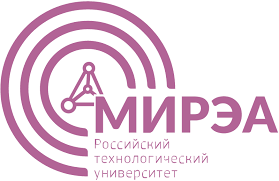 МИРЭА
Российский
технологический
университет